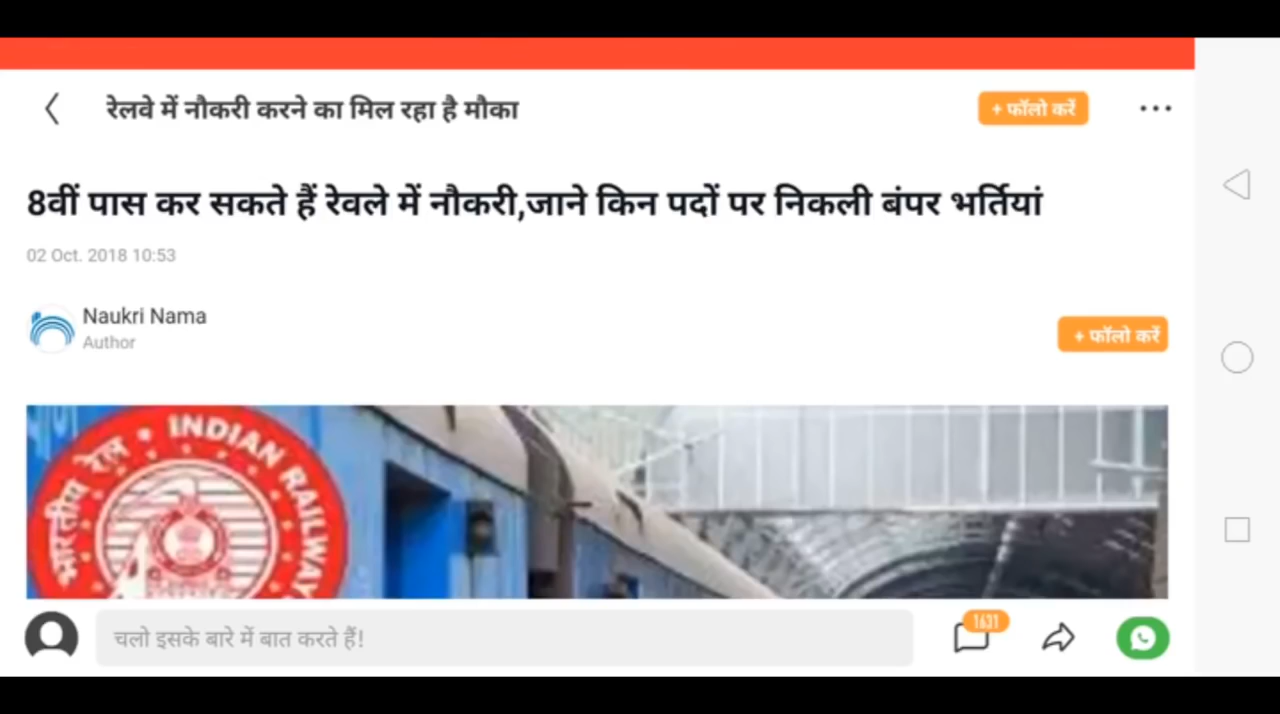 रेलवे में नौकरी करने का मिल रहा है मौका
+ फॉलो करें
8वीं पास कर सकते हैं रेवले में नौकरी,जाने किन पदों पर निकली बंपर भर्तियां
02 Oct. 2018 10:53
Naukri Nama
Author
+ फॉलो करें
भारतीय रेल • INDIAN RAILWAYS
चलो इसके बारे में बात करते हैं!
1631